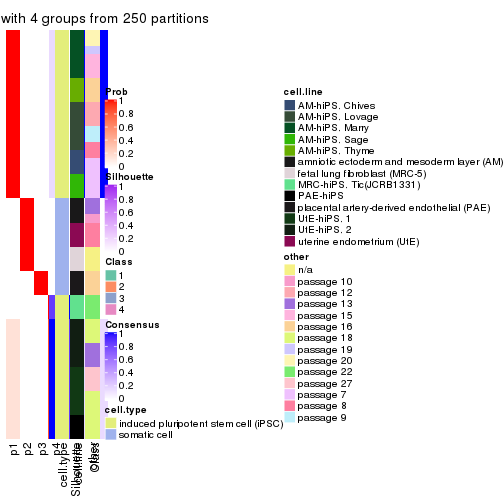 with 4 groups from 250 partitions
Prob
1
0.8
0.6
0.4
0.2
0
Silhouette
1
0.8
0.6
0.4
0.2
0
Class
1
2
3
4
Consensus
1
0.8
0.6
0.4
0.2
0
cell.type
induced pluripotent stem cell (iPSC)
somatic cell
cell.line
AM-hiPS. Chives
AM-hiPS. Lovage
AM-hiPS. Marry
AM-hiPS. Sage
AM-hiPS. Thyme
amniotic ectoderm and mesoderm layer (AM)
fetal lung fibroblast (MRC-5)
MRC-hiPS. Tic(JCRB1331)
PAE-hiPS
placental artery-derived endothelial (PAE)
UtE-hiPS. 1
UtE-hiPS. 2
uterine endometrium (UtE)
other
n/a
passage 10
passage 12
passage 13
passage 15
passage 16
passage 18
passage 19
passage 20
passage 22
passage 27
passage 7
passage 8
passage 9
p1
p2
p3
p4
cell.type
Silhouette
cell.line
other
Class